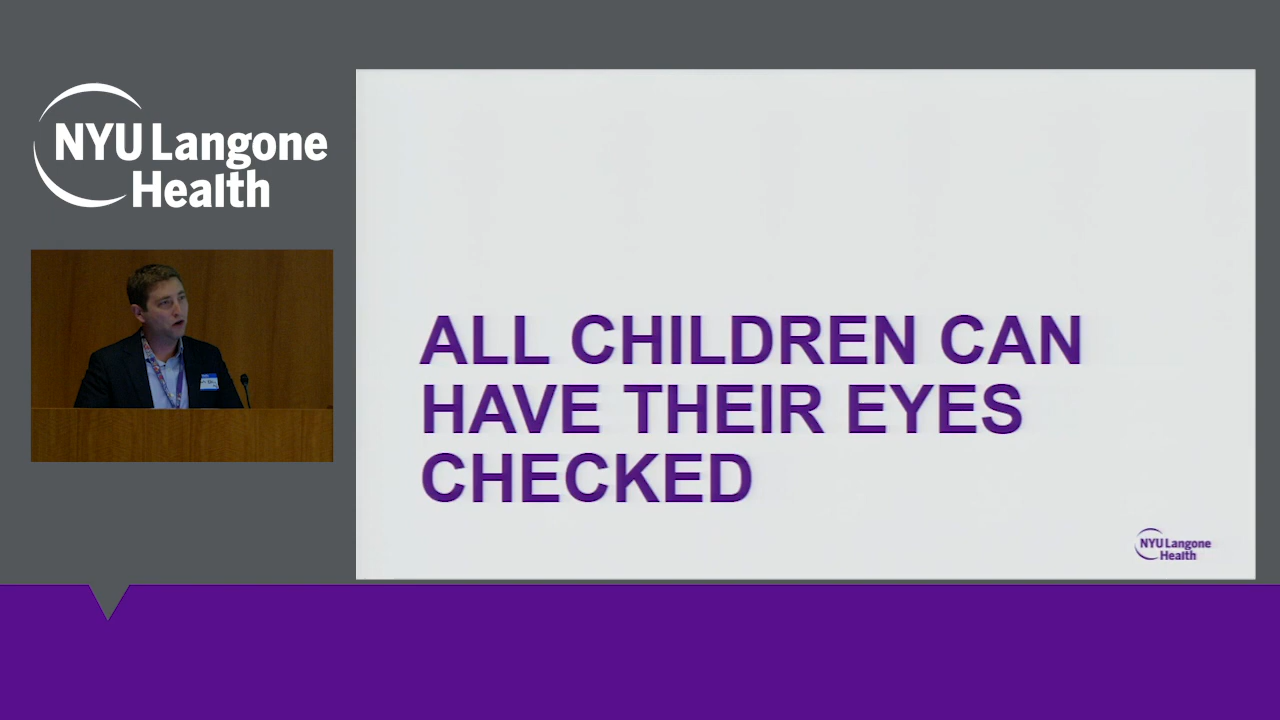 NYU Langone
Health
ALL CHILDREN CAN
HAVE THEIR EYES
CHECKED
NYU Langone
Health